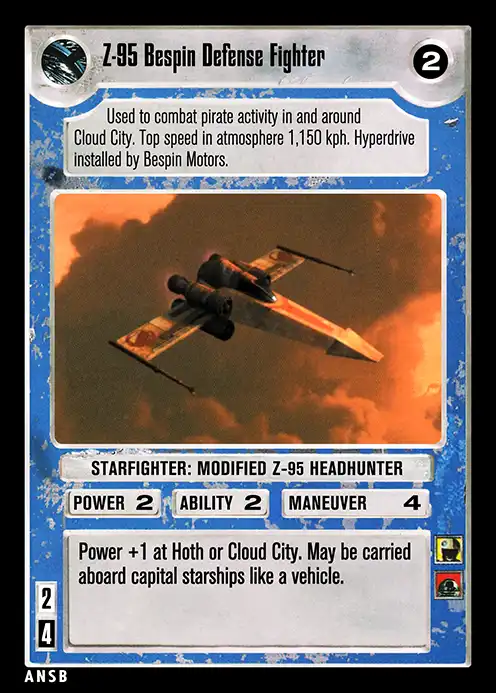 Z-95 Bespin Defense Fighter
2
Used to combat pirate activity in and around
Cloud City. Top speed in atmosphere 1,150 kph. Hyperdrive
installed by Bespin Motors.
STARFIGHTER: MODIFIED Z-95 HEADHUNTER
POWER 2 ABILITY 2 MANEUVER 4
Power +1 at Hoth or Cloud City. May be carried
aboard capital starships like a vehicle.
2
4
ANSB